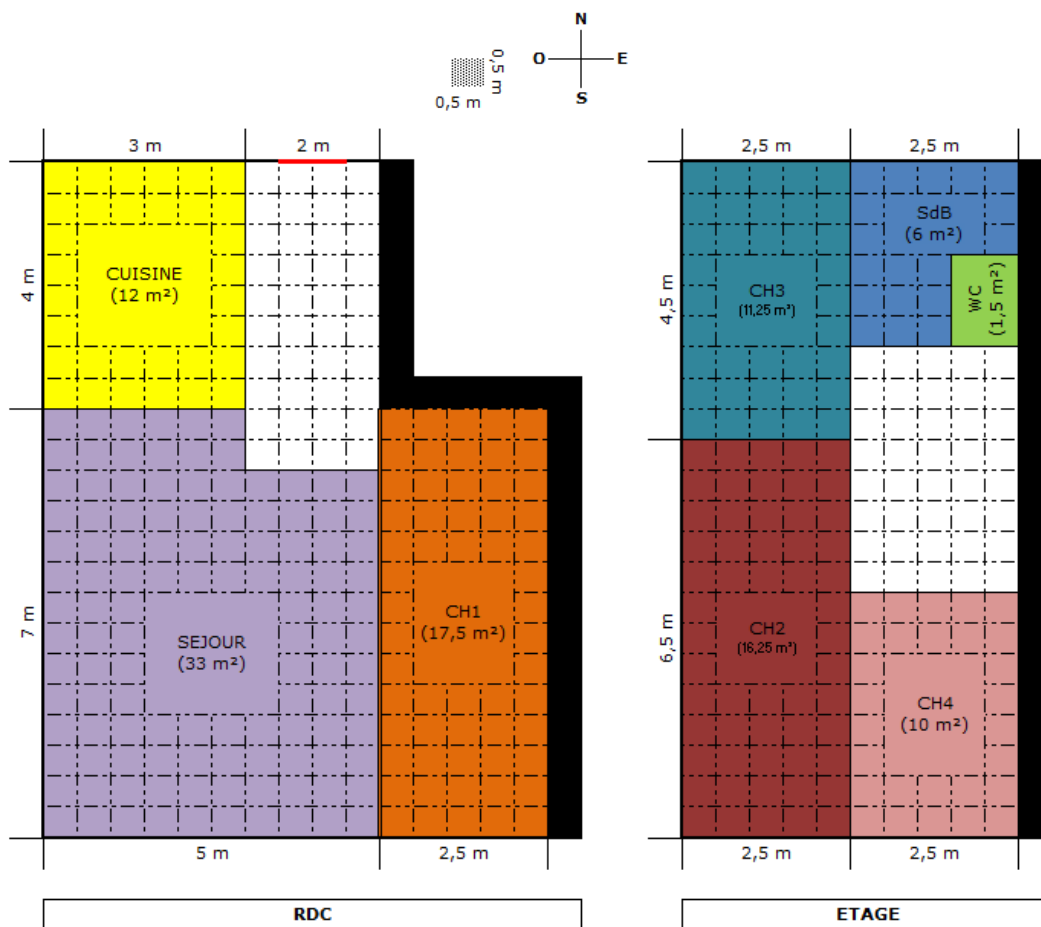 N
O
E
S
0,5 m
0,5 m
3 m
2 m
2,5 m
2,5 m
4 m
CUISINE
(12 m²)
4,5 m
CH3
(11,25 m²)
SdB
(6 m²)
WC
(1,5 m²)
7 m
SEJOUR
(33 m²)
CH1
(17,5 m²)
6,5 m
CH2
(16,25 m²)
CH4
(10 m²)
5 m
2,5 m
2,5 m
2,5 m
RDC
ETAGE